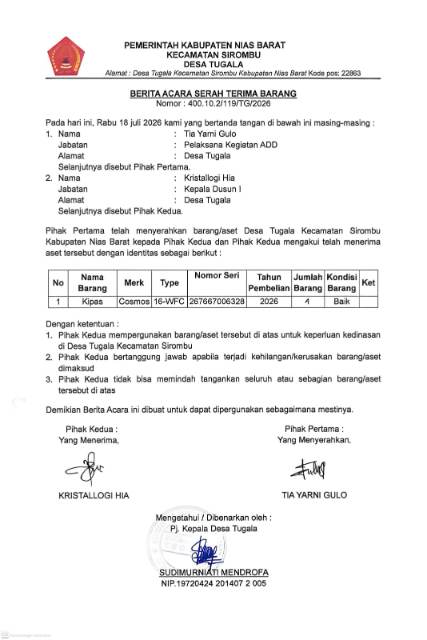 PEMERINTAH KABUPATEN NIAS BARAT
KECAMATAN SIROMBU
DESA TUGALA
Alamat : Desa Tugala Kecamatan Sirombu Kabupaten Nias Barat Kode pos: 22863
BERITA ACARA SERAH TERIMA BARANG
Nomor : 400.10.2/119/TG/2026
Pada hari ini, Rabu 18 juli 2026 kami yang bertanda tangan di bawah ini masing-masing :
1. Nama : Tia Yarni Gulo
Jabatan : Pelaksana Kegiatan ADD
Alamat : Desa Tugala
Selanjutnya disebut Pihak Pertama.
2. Nama : Kristallogi Hia
Jabatan : Kepala Dusun I
Alamat : Desa Tugala
Selanjutnya disebut Pihak Kedua.
Pihak Pertama telah menyerahkan barang/aset Desa Tugala Kecamatan Sirombu
Kabupaten Nias Barat kepada Pihak Kedua dan Pihak Kedua mengakui telah menerima
aset tersebut dengan identitas sebagai berikut :
No Nama Barang Merk Type Nomor Seri Tahun Pembelian Jumlah Barang Kondisi Barang Ket
1 Kipas Cosmos 16-WFC 267667006328 2026 4 Baik
Dengan ketentuan :
1. Pihak Kedua mempergunakan barang/aset tersebut di atas untuk keperluan kedinasan
di Desa Tugala Kecamatan Sirombu
2. Pihak Kedua bertanggung jawab apabila terjadi kehilangan/kerusakan barang/aset
dimaksud
3. Pihak Kedua tidak bisa memindah tangankan seluruh atau sebagian barang/aset
tersebut di atas
Demikian Berita Acara ini dibuat untuk dapat dipergunakan sebagaimana mestinya.
Pihak Kedua : Pihak Pertama :
Yang Menerima, Yang Menyerahkan,
KRISTALLOGI HIA TIA YARNI GULO
Mengetahui / Dibenarkan oleh :
Pj. Kepala Desa Tugala
SUDIMURNIATI MENDROFA
NIP.19720424 201407 2 005